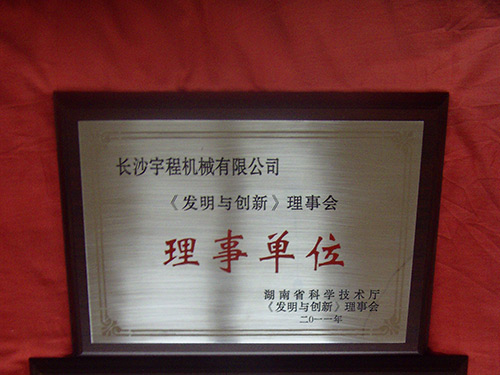 长沙宇程机械有限公司
《发明与创新》理事会
理事单位
湖南省科学技术厅
《发明与创新》理事会
二0一一年